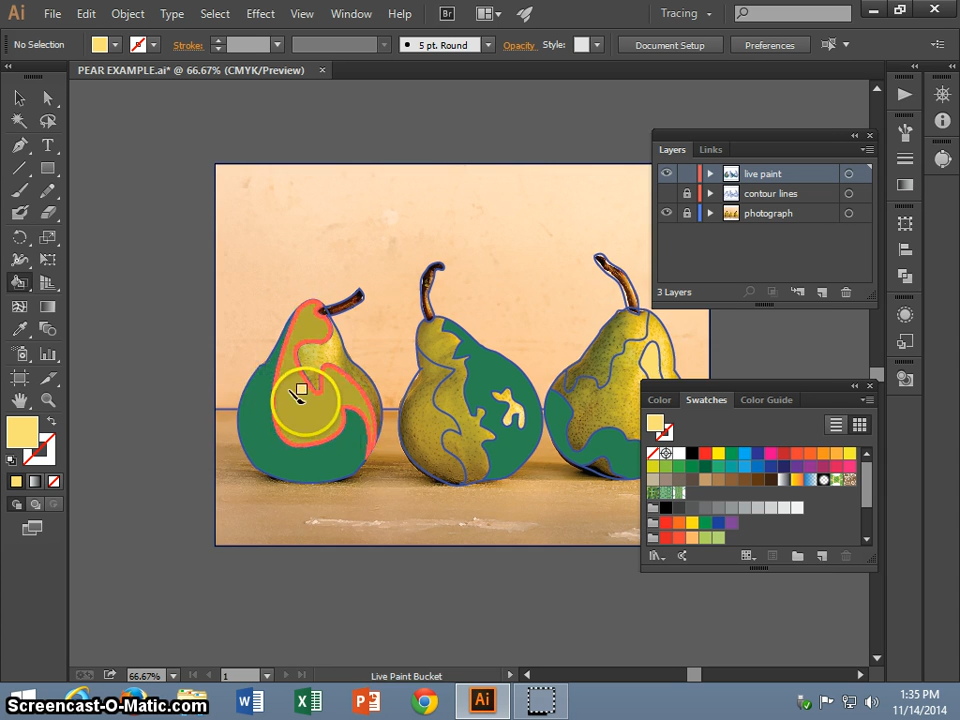 Ai File Edit Object Type Select Effect View Window Help Br Tracing
No Selection Stroke: 5 pt. Round Opacity Style: Document Setup Preferences
PEAR EXAMPLE.ai* @ 66.67% (CMYK/Preview)
Layers Links
live paint
contour lines
photograph
3 Layers
Color Swatches Color Guide
66.67% 1 Live Paint Bucket
Screencast-O-Matic.com
Ai
1:35 PM
11/14/2014